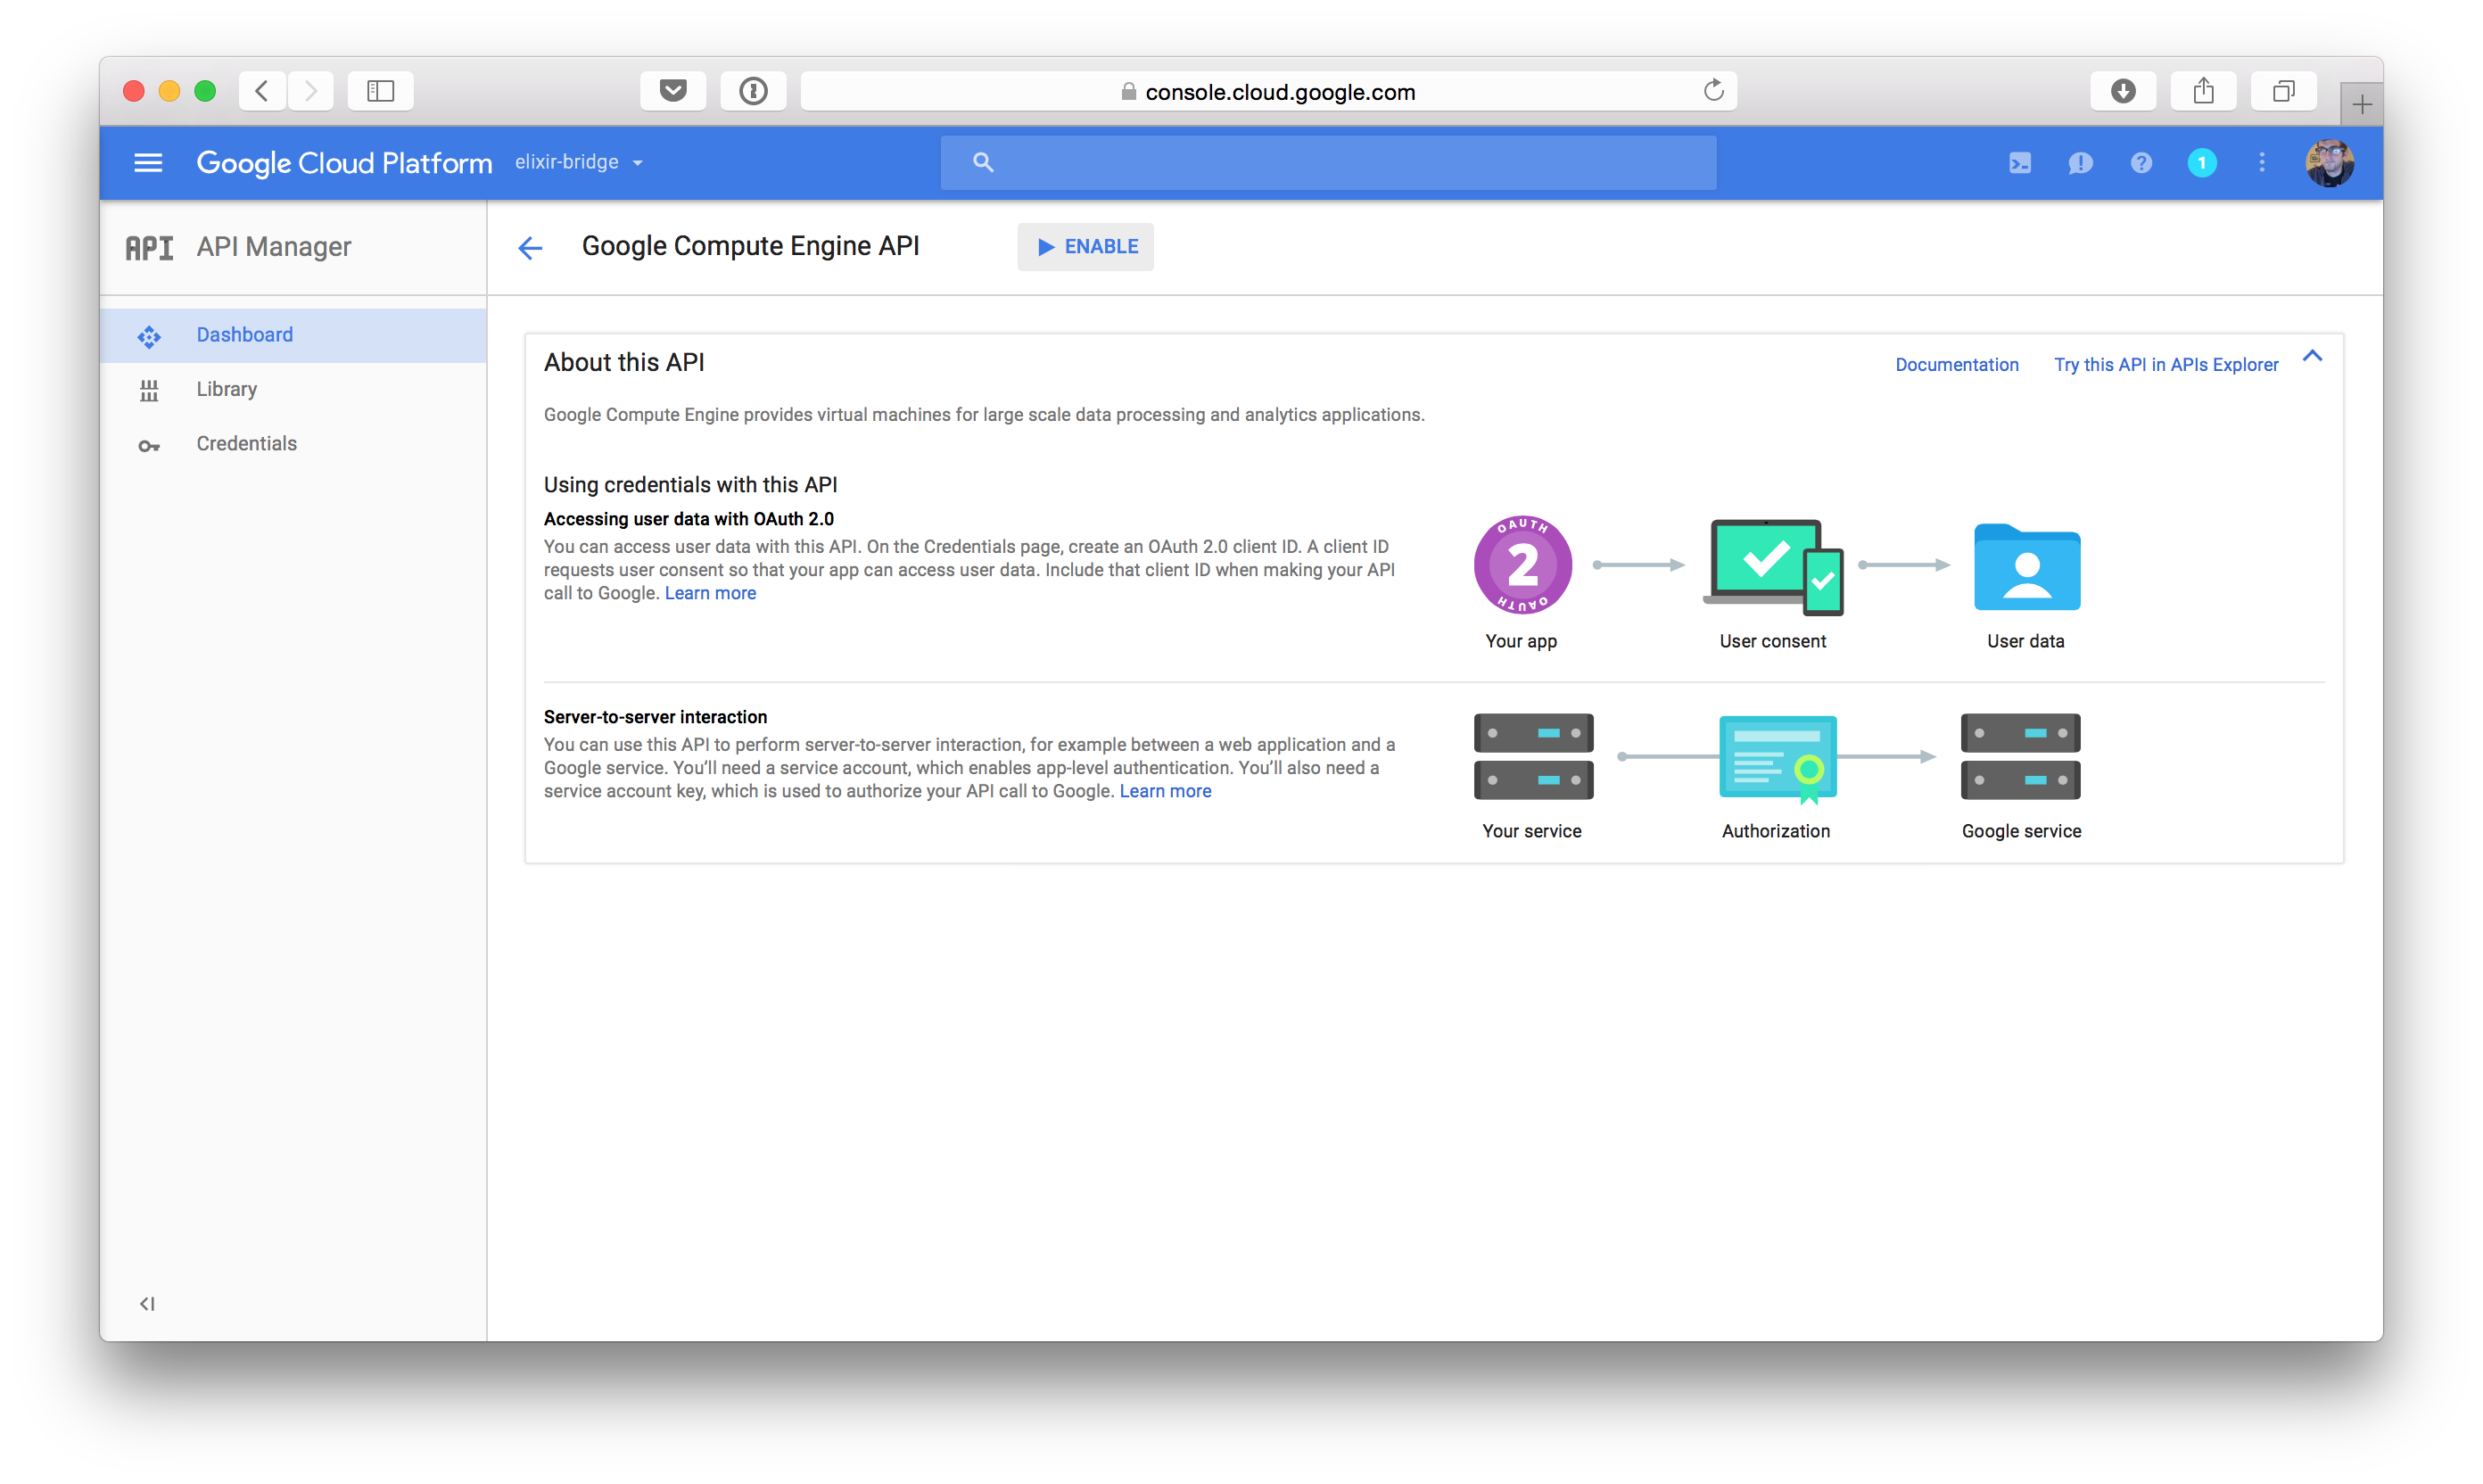 console.cloud.google.com
Google Cloud Platform elixir-bridge
1
API API Manager
Google Compute Engine API
ENABLE
Dashboard
Library
Credentials
About this API
Documentation
Try this API in APIs Explorer
Google Compute Engine provides virtual machines for large scale data processing and analytics applications.
Using credentials with this API
Accessing user data with OAuth 2.0
You can access user data with this API. On the Credentials page, create an OAuth 2.0 client ID. A client ID
requests user consent so that your app can access user data. Include that client ID when making your API
call to Google. Learn more
OAUTH
2
OAUTH
Your app
User consent
User data
Server-to-server interaction
You can use this API to perform server-to-server interaction, for example between a web application and a
Google service. You’ll need a service account, which enables app-level authentication. You’ll also need a
service account key, which is used to authorize your API call to Google. Learn more
Your service
Authorization
Google service